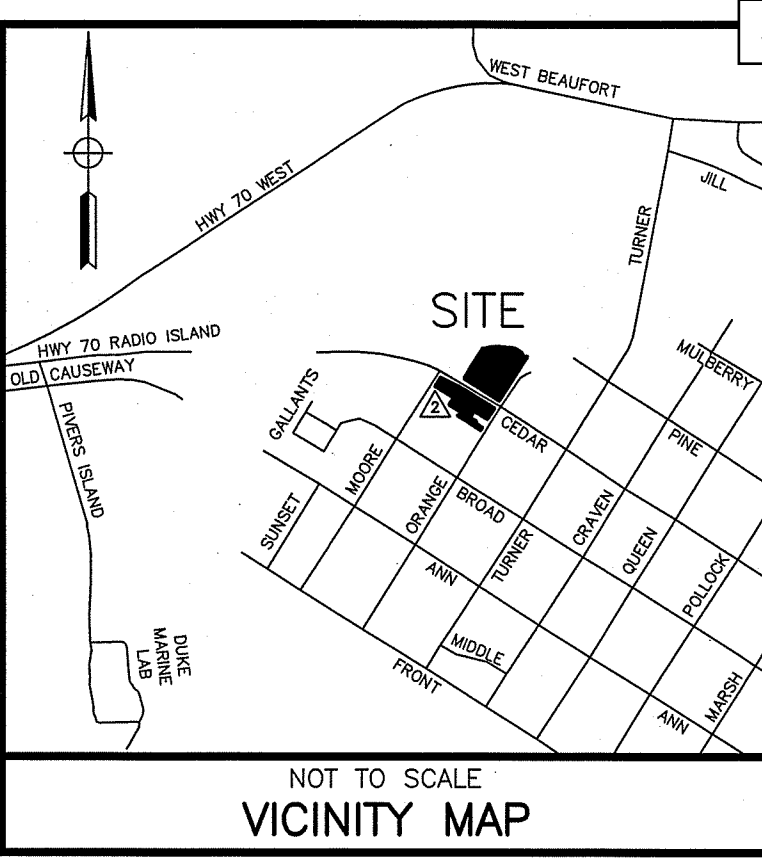 WEST BEAUFORT
HWY 70 WEST
JILL
TURNER
SITE
HWY 70 RADIO ISLAND
OLD CAUSEWAY
MULBERRY
GALLANTS
2
CEDAR
PINE
PIVERS ISLAND
MOORE
ORANGE
BROAD
SUNSET
CRAVEN
QUEEN
TURNER
ANN
POLLOCK
DUKE
MARINE
LAB
MIDDLE
FRONT
MARSH
ANN
NOT TO SCALE
VICINITY MAP